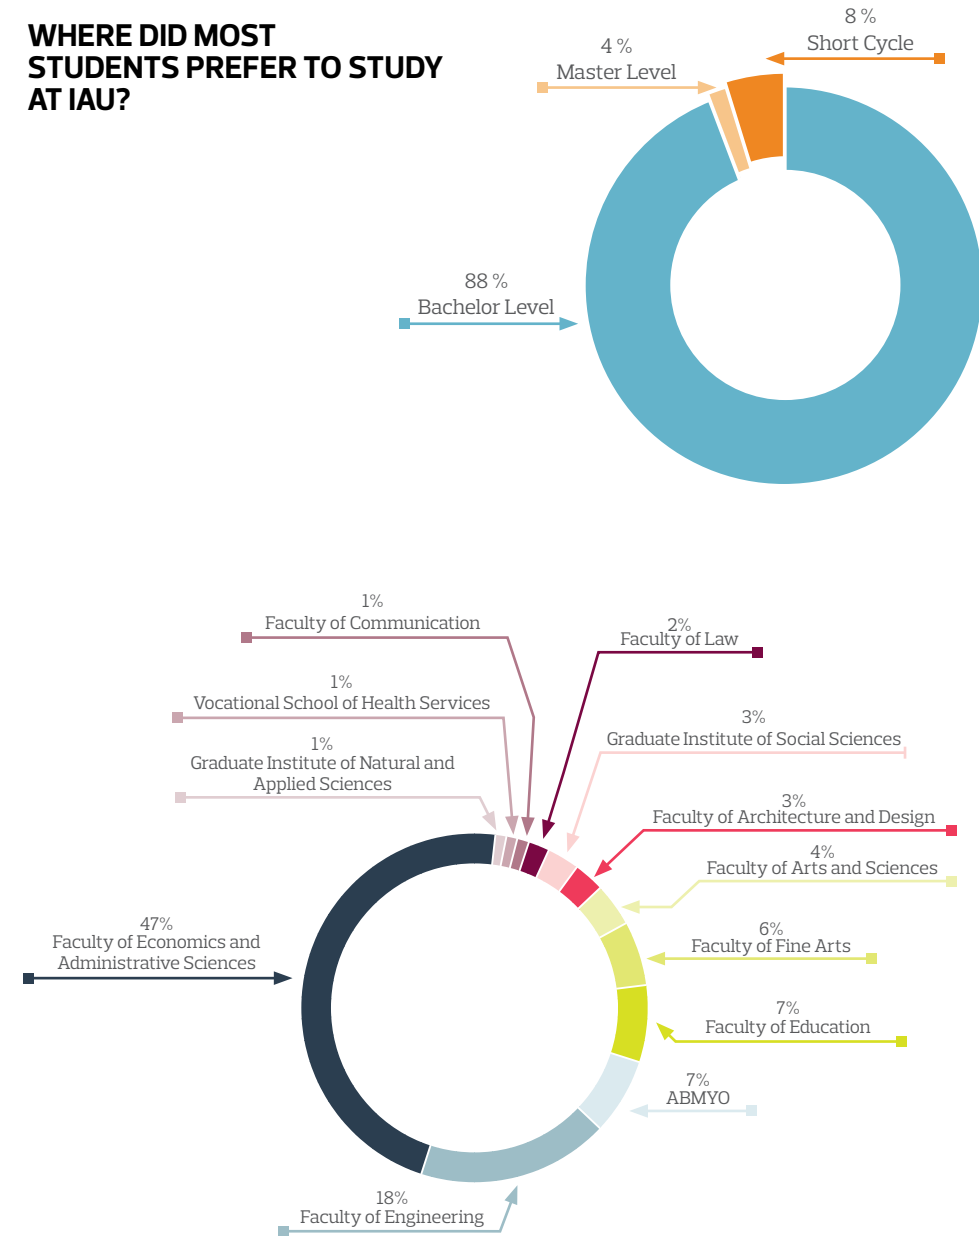 WHERE DID MOST
STUDENTS PREFER TO STUDY
AT IAU?
8 %
Short Cycle
4 %
Master Level
88 %
Bachelor Level
1%
Faculty of Communication
2%
Faculty of Law
1%
Vocational School of Health Services
3%
Graduate Institute of Social Sciences
1%
Graduate Institute of Natural and
Applied Sciences
3%
Faculty of Architecture and Design
4%
Faculty of Arts and Sciences
47%
Faculty of Economics and
Administrative Sciences
6%
Faculty of Fine Arts
7%
Faculty of Education
7%
ABMYO
18%
Faculty of Engineering